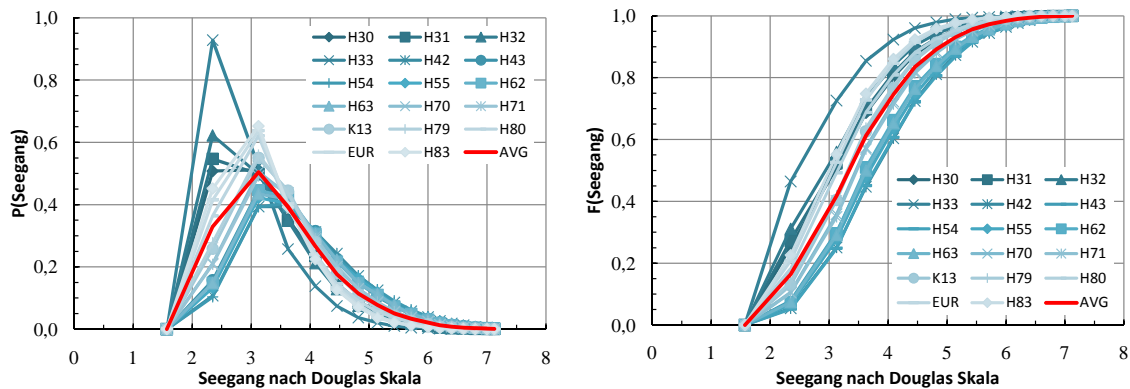 1,0
0,8
0,6
0,4
0,2
0,0
P(Seegang)
H30 H31 H32
H33 H42 H43
H54 H55 H62
H63 H70 H71
K13 H79 H80
EUR H83 AVG
0 1 2 3 4 5 6 7 8
Seegang nach Douglas Skala
1,0
0,8
0,6
0,4
0,2
0,0
F(Seegang)
H30 H31 H32
H33 H42 H43
H54 H55 H62
H63 H70 H71
K13 H79 H80
EUR H83 AVG
0 1 2 3 4 5 6 7 8
Seegang nach Douglas Skala